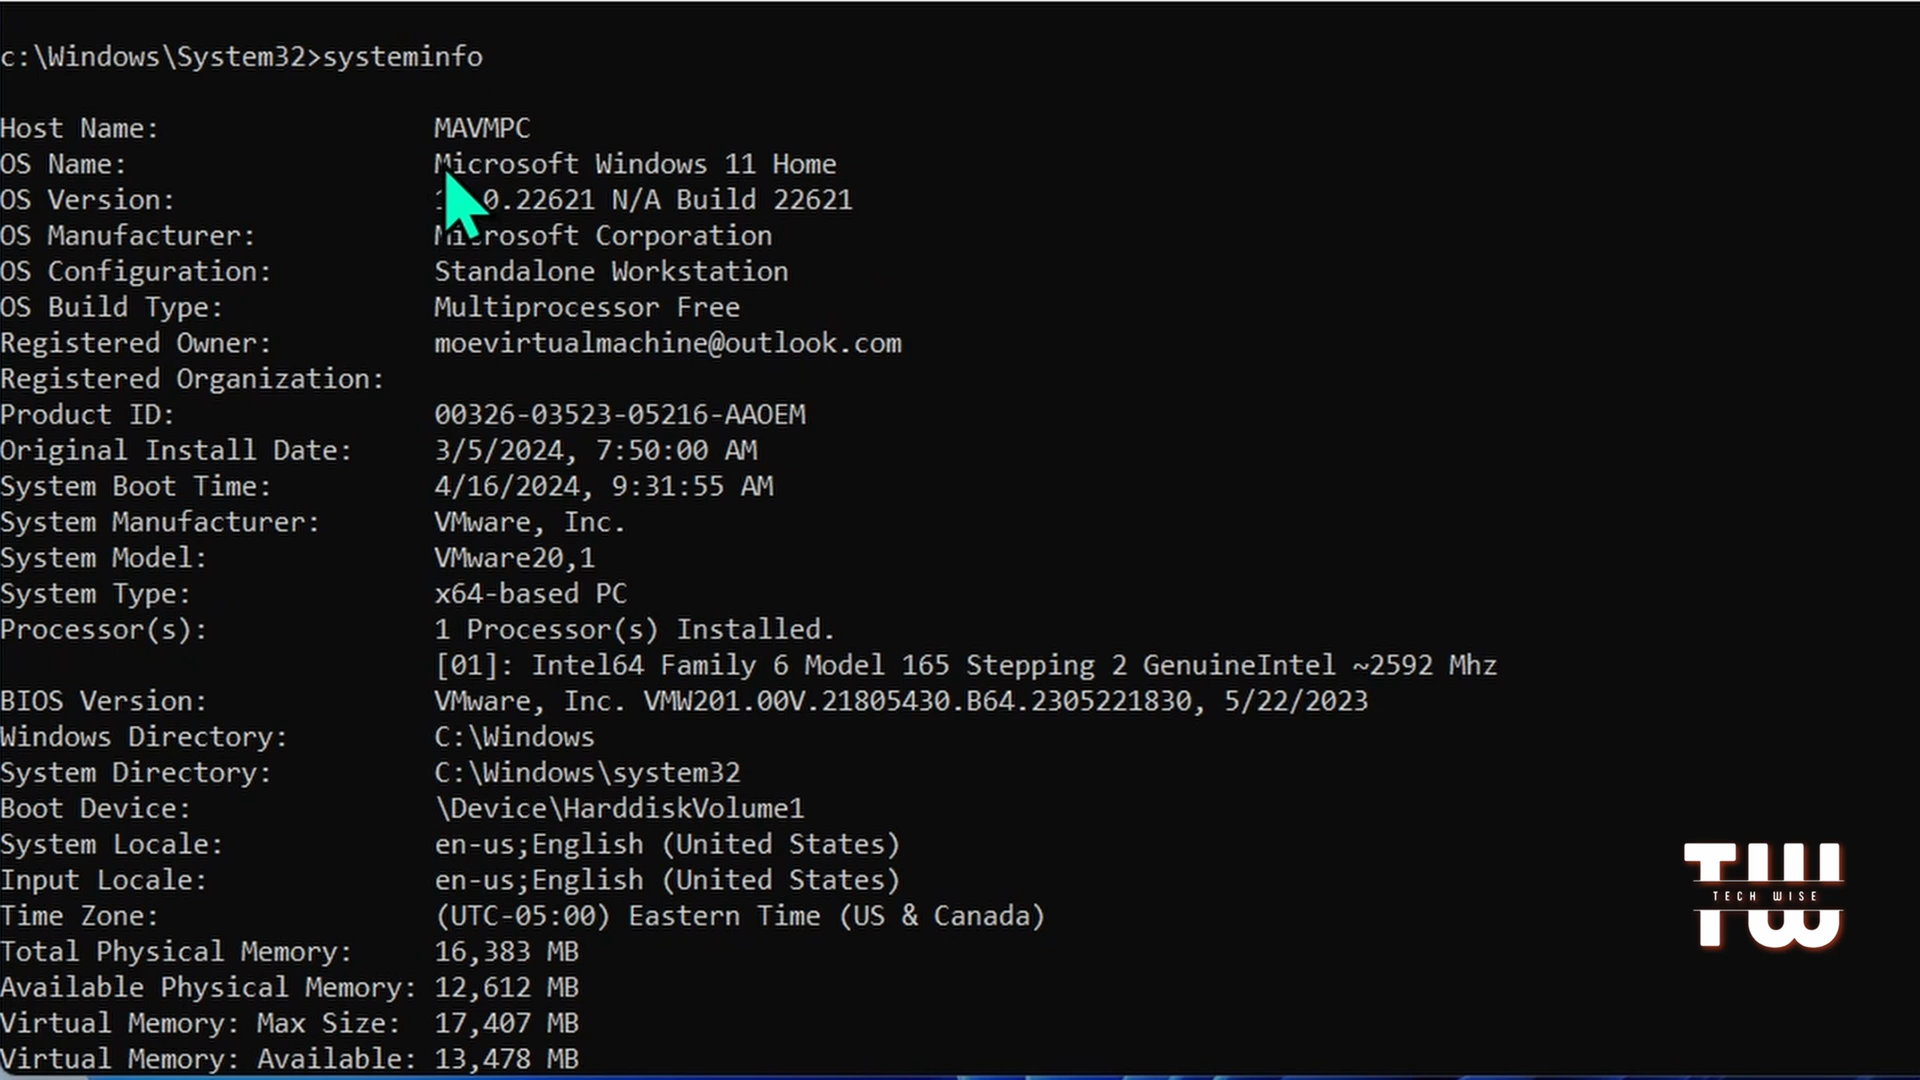 c:\Windows\System32>systeminfo
Host Name: MAVMPC
OS Name: Microsoft Windows 11 Home
OS Version: 0.22621 N/A Build 22621
OS Manufacturer: Microsoft Corporation
OS Configuration: Standalone Workstation
OS Build Type: Multiprocessor Free
Registered Owner: moevirtualmachine@outlook.com
Registered Organization:
Product ID: 00326-03523-05216-AAOEM
Original Install Date: 3/5/2024, 7:50:00 AM
System Boot Time: 4/16/2024, 9:31:55 AM
System Manufacturer: VMware, Inc.
System Model: VMware20,1
System Type: x64-based PC
Processor(s): 1 Processor(s) Installed.
[01]: Intel64 Family 6 Model 165 Stepping 2 GenuineIntel ~2592 Mhz
BIOS Version: VMware, Inc. VMW201.00V.21805430.B64.2305221830, 5/22/2023
Windows Directory: C:\Windows
System Directory: C:\Windows\system32
Boot Device: \Device\HarddiskVolume1
System Locale: en-us;English (United States)
Input Locale: en-us;English (United States)
Time Zone: (UTC-05:00) Eastern Time (US & Canada)
Total Physical Memory: 16,383 MB
Available Physical Memory: 12,612 MB
Virtual Memory: Max Size: 17,407 MB
Virtual Memory: Available: 13,478 MB
TW
TECH WISE